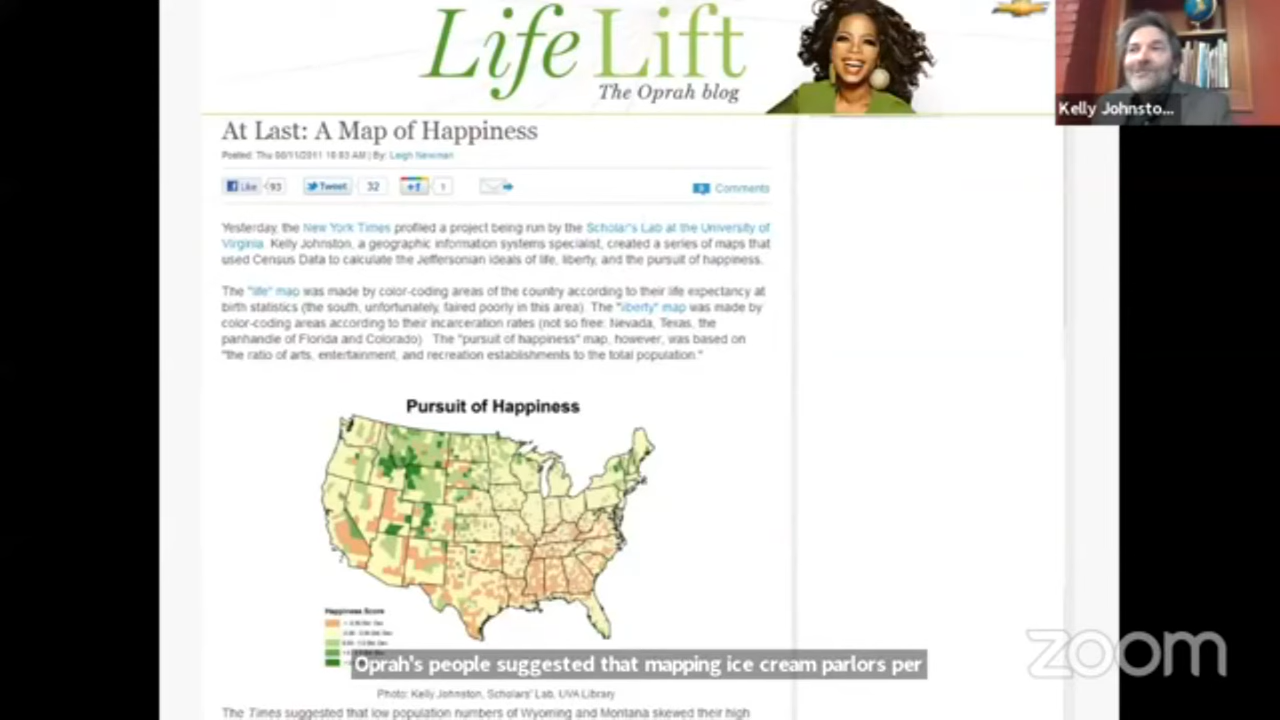 Life Lift
The Oprah blog
Kelly Johnsto...
At Last: A Map of Happiness
Posted: Thu 08/11/2011 10:03 AM | By: Leigh Newman
Like 93 Tweet 32 +1 1 Comments
Yesterday, the New York Times profiled a project being run by the Scholar's Lab at the University of
Virginia. Kelly Johnston, a geographic information systems specialist, created a series of maps that
used Census Data to calculate the Jeffersonian ideals of life, liberty, and the pursuit of happiness.
The "life" map was made by color-coding areas of the country according to their life expectancy at
birth statistics (the south, unfortunately, faired poorly in this area). The "liberty" map was made by
color-coding areas according to their incarceration rates (not so free: Nevada, Texas, the
panhandle of Florida and Colorado). The "pursuit of happiness" map, however, was based on
"the ratio of arts, entertainment, and recreation establishments to the total population."
Pursuit of Happiness
Happiness Score
Oprah's people suggested that mapping ice cream parlors per
zoom
Photo: Kelly Johnston, Scholars' Lab, UVA Library
The Times suggested that low population numbers of Wyoming and Montana skewed their high